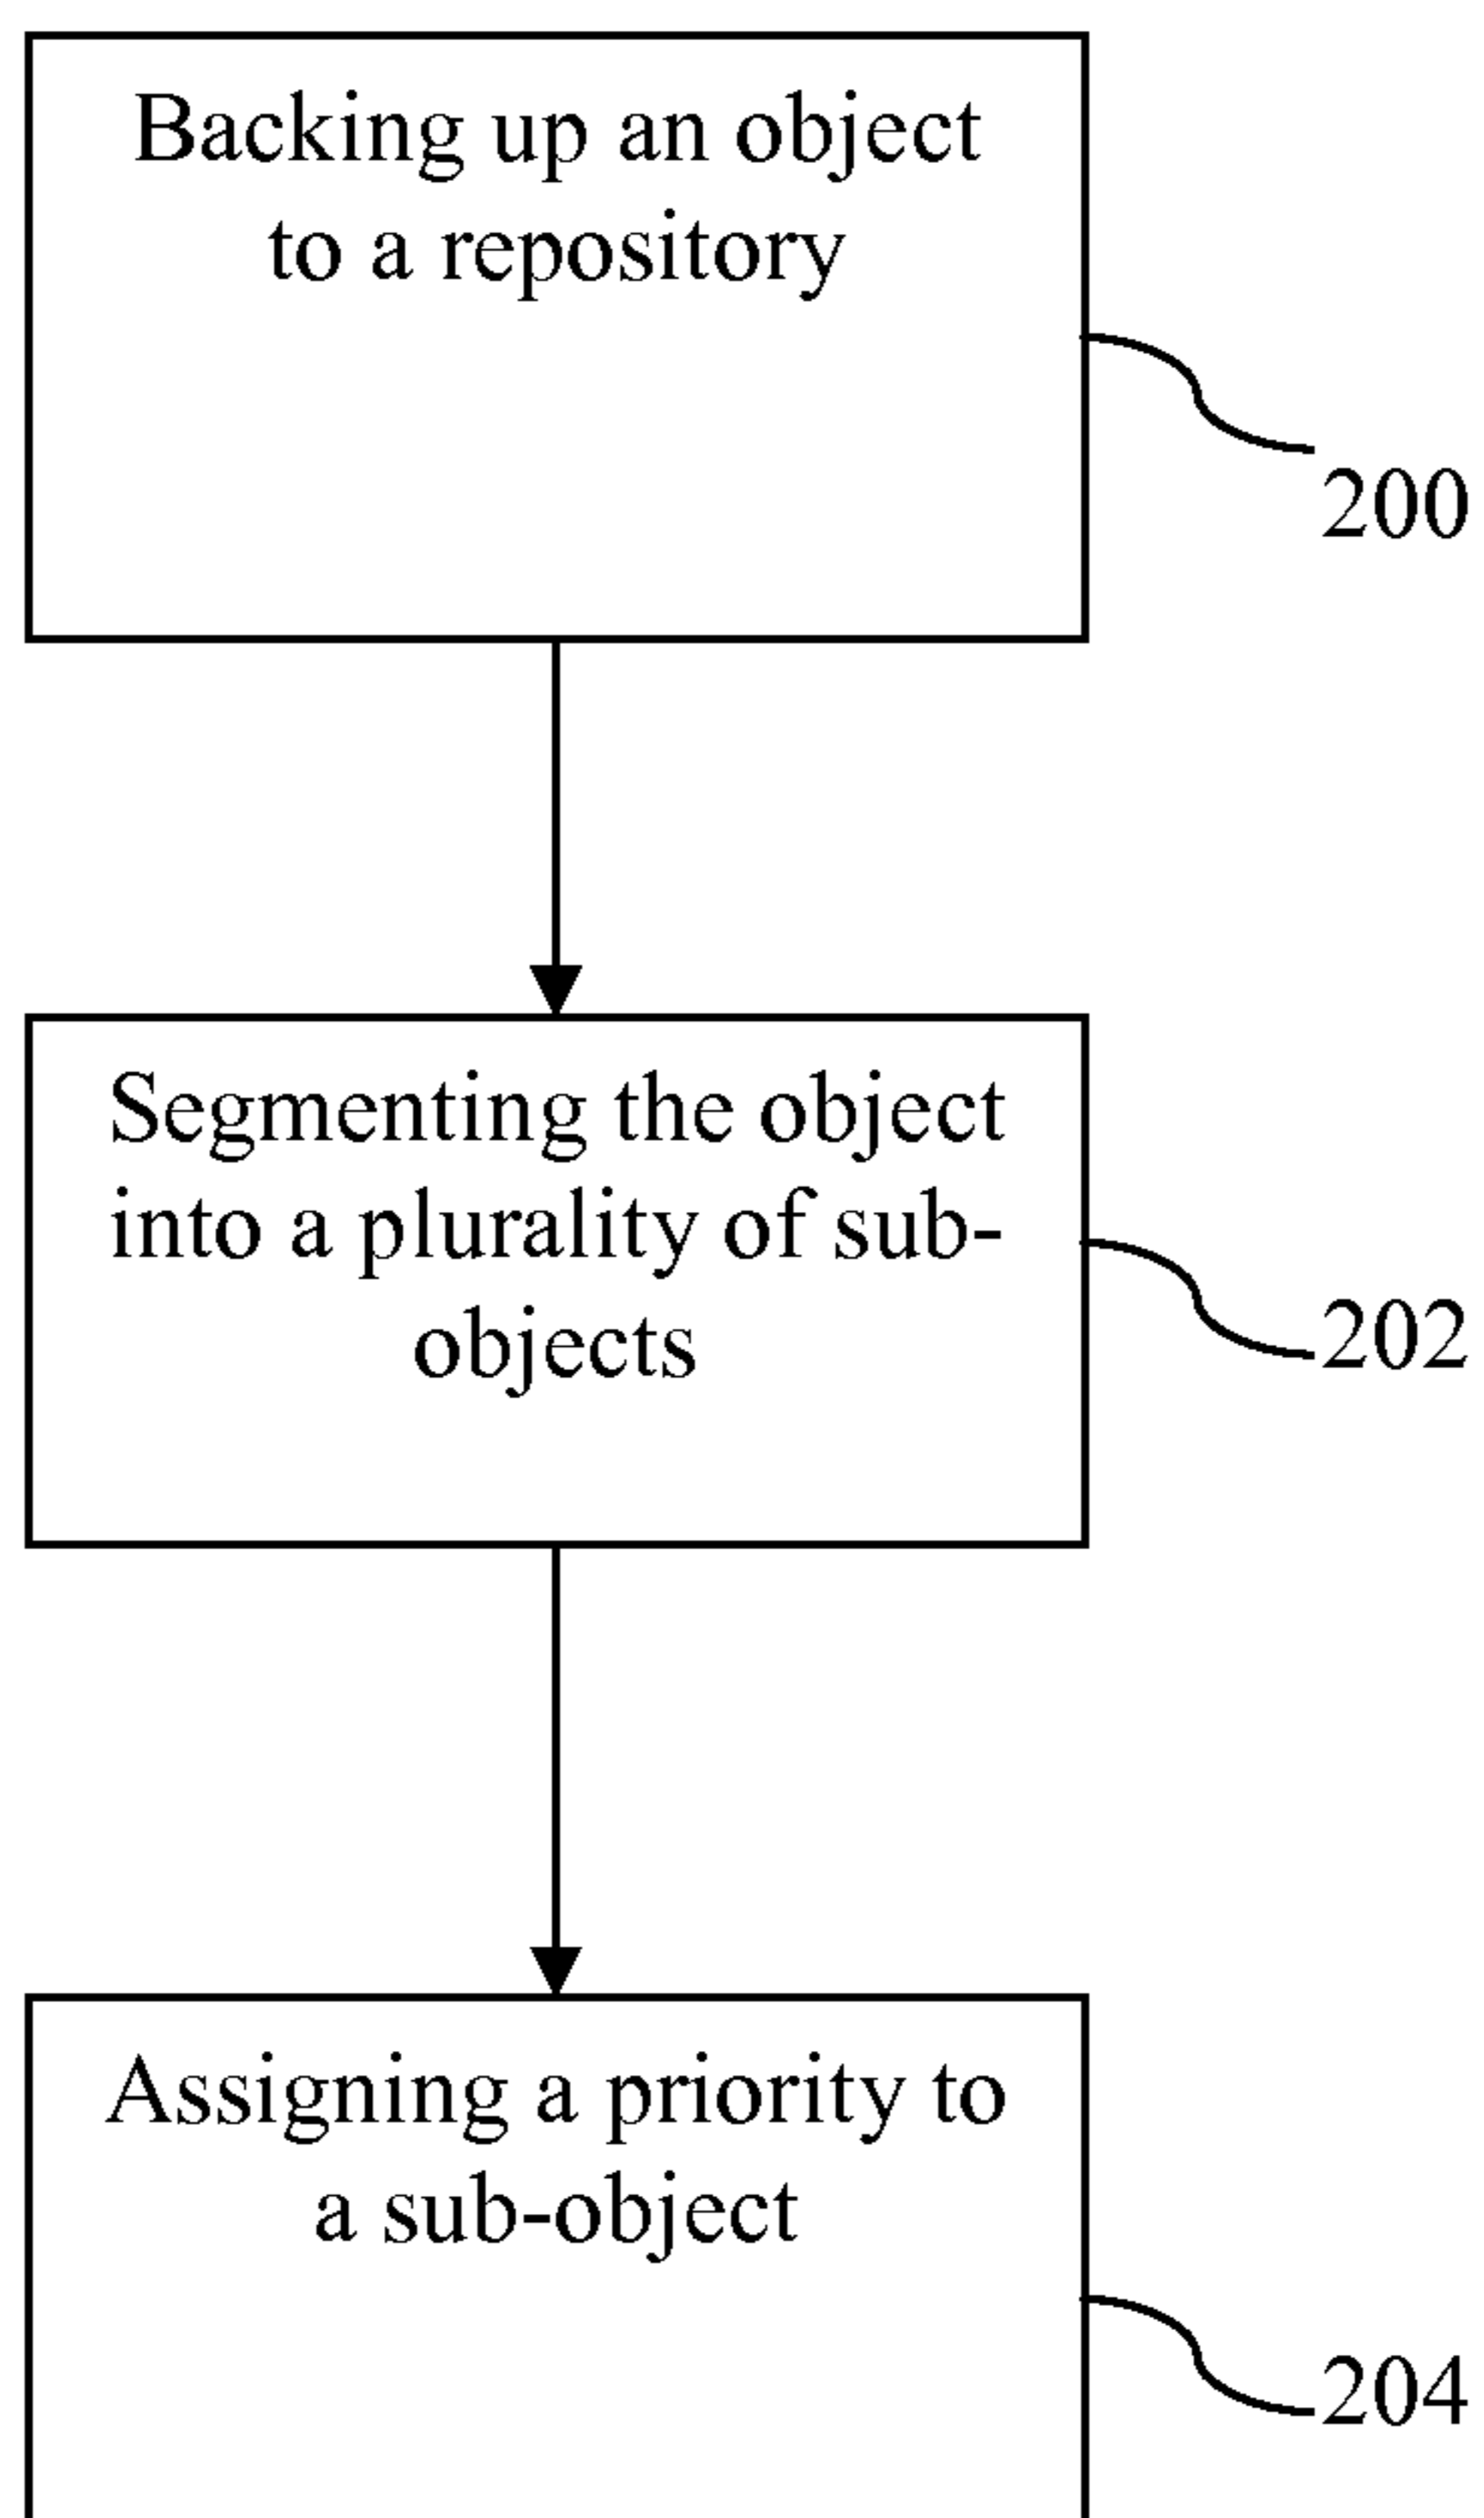 Backing up an object
to a repository
200
Segmenting the object
into a plurality of sub-
objects
202
Assigning a priority to
a sub-object
204